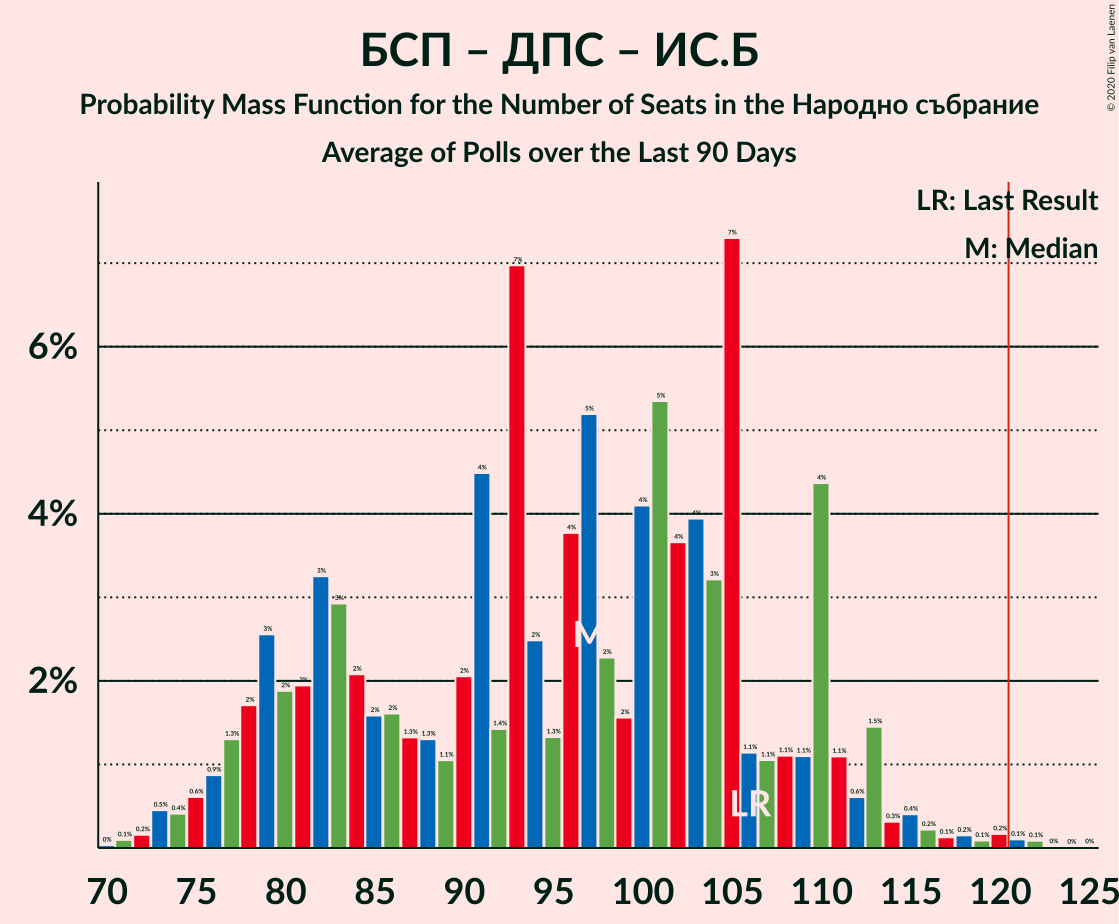 БСП – ДПС – ИС.Б
Probability Mass Function for the Number of Seats in the Народно събрание
Average of Polls over the Last 90 Days
© 2020 Filip van Laenen
LR: Last Result
M: Median
6%
4%
2%
0% 0.1% 0.2% 0.5% 0.4% 0.6% 0.9% 1.3% 2% 3% 2% 2% 3% 3% 2% 2% 2% 1.3% 1.3% 1.1% 2% 4% 1.4% 7% 2% 1.3% 4% 5% 2% 2% 4% 5% 4% 4% 3% 7% 1.1% 1.1% 1.1% 1.1% 4% 1.1% 0.6% 1.5% 0.3% 0.4% 0.2% 0.1% 0.2% 0.1% 0.2% 0.1% 0.1% 0% 0% 0%
M
LR
70 75 80 85 90 95 100 105 110 115 120 125